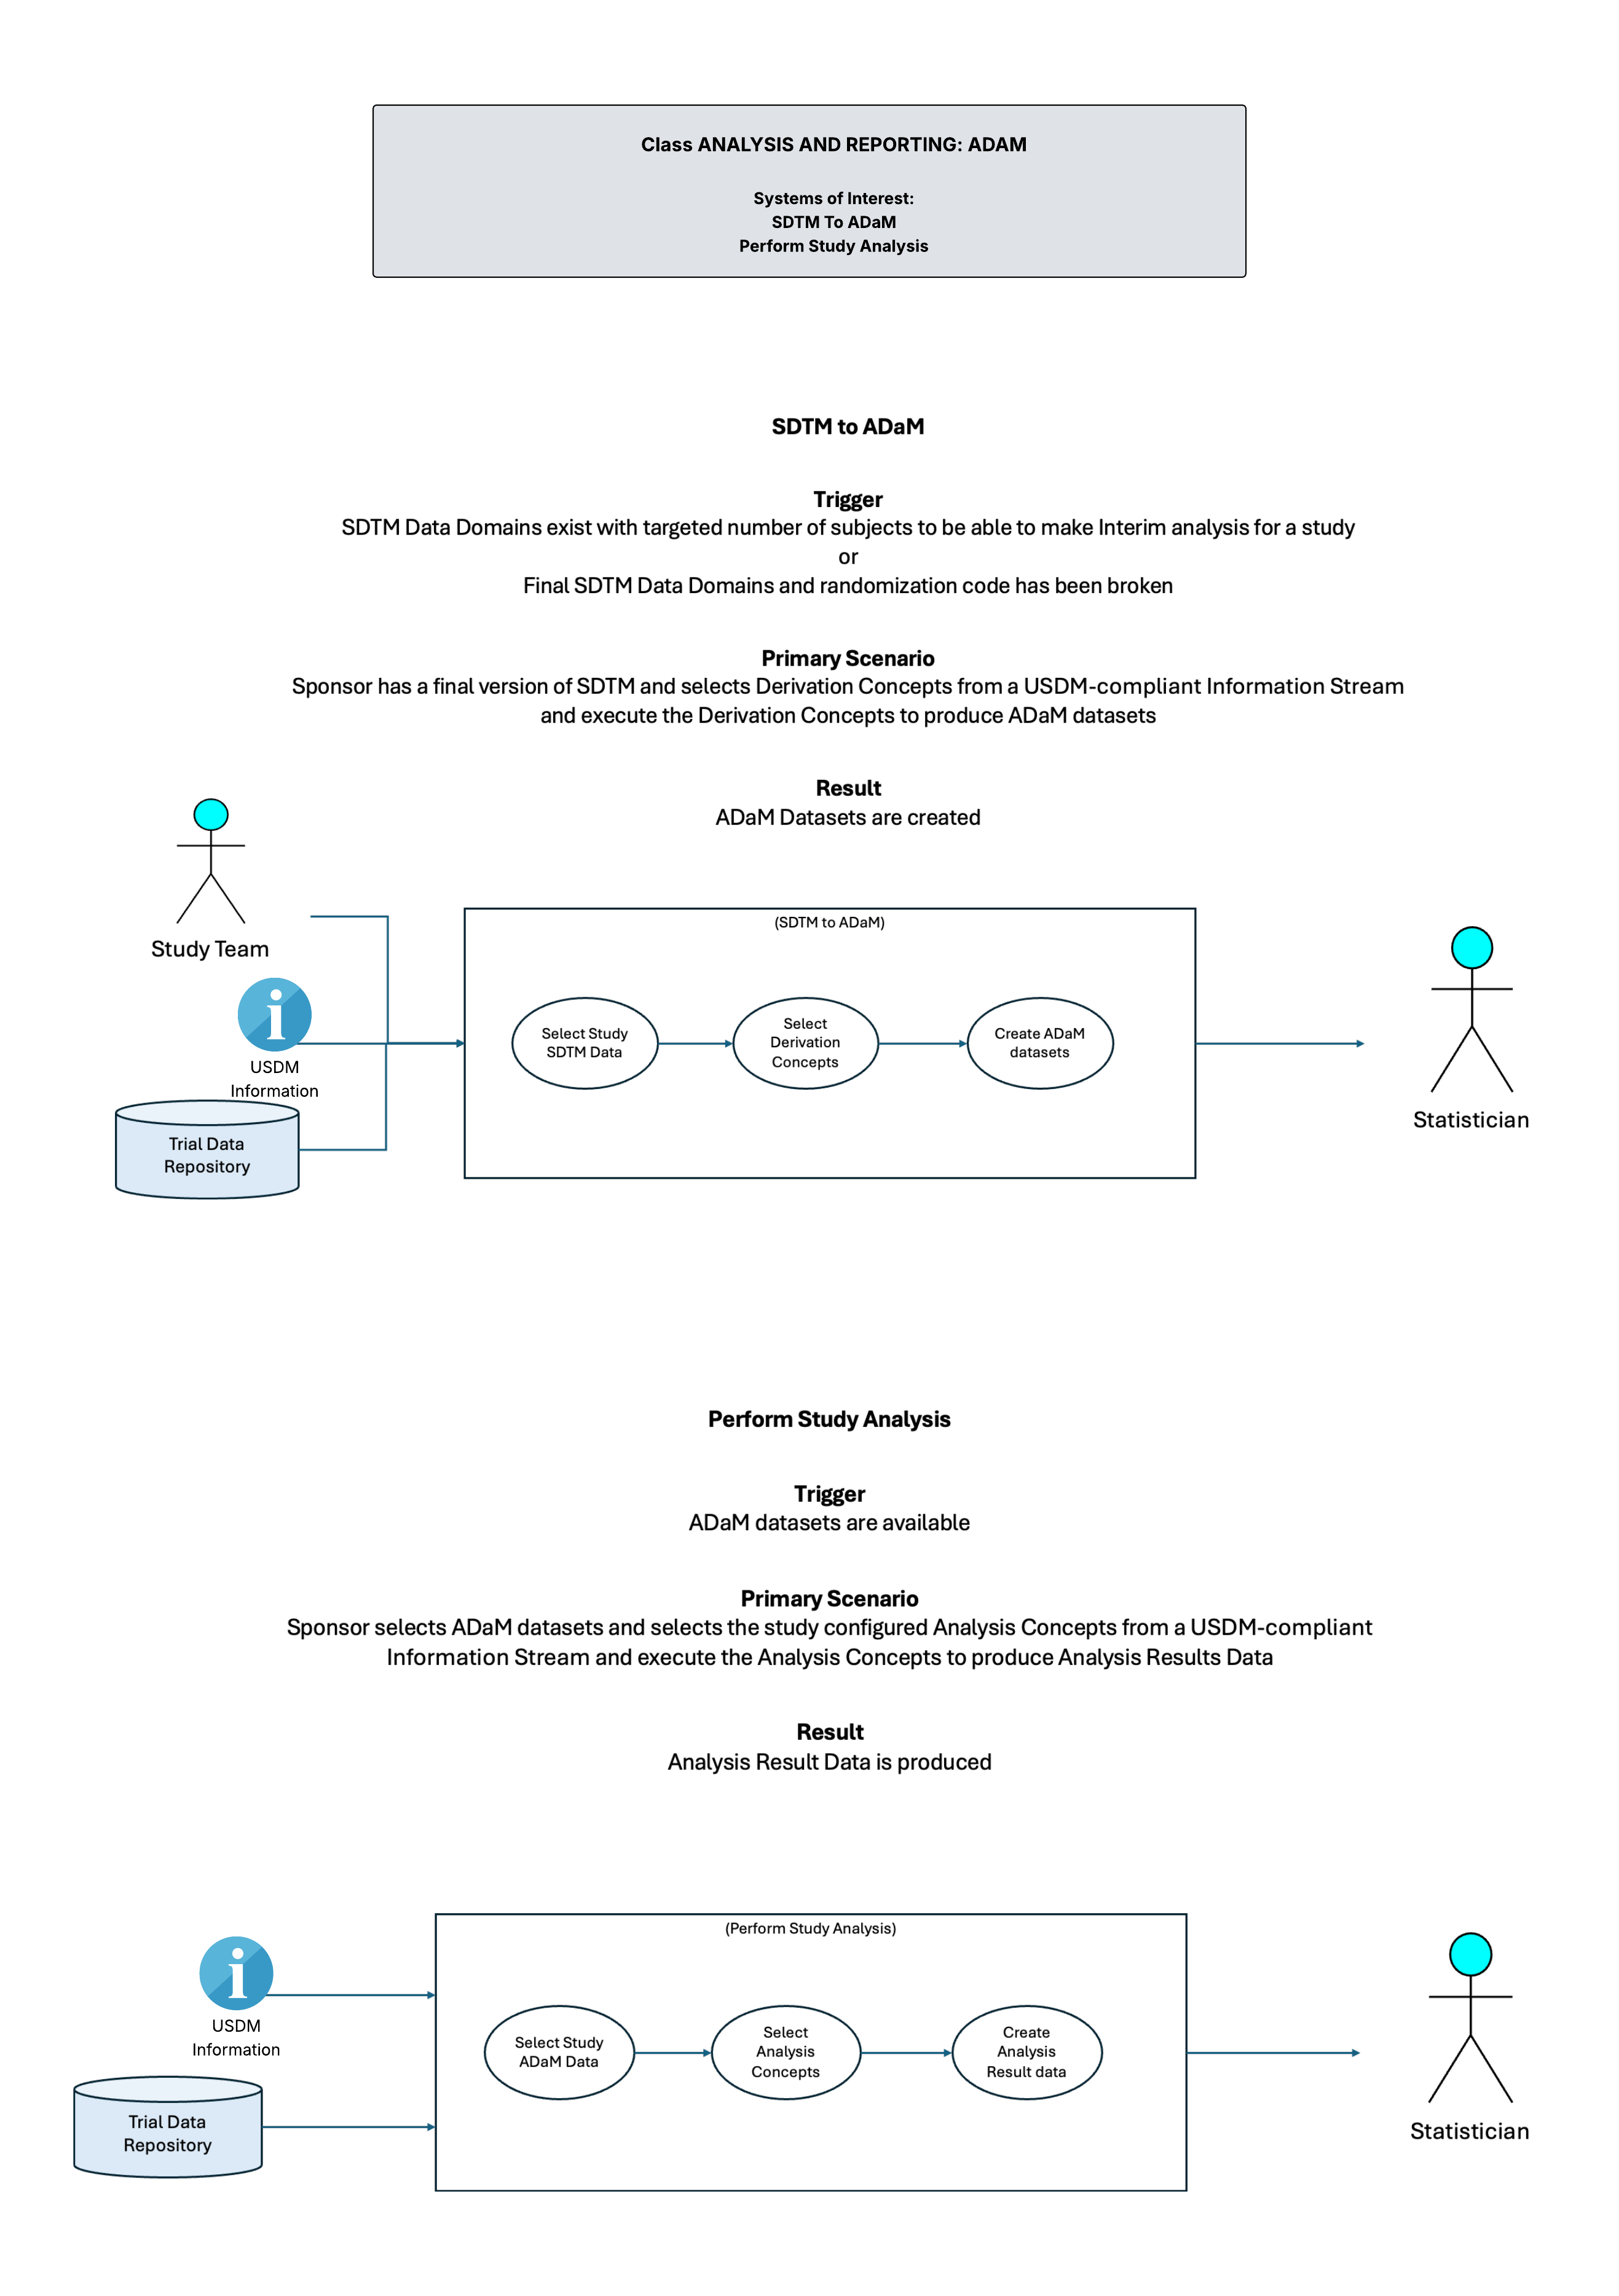 Class ANALYSIS AND REPORTING: ADAM
Systems of Interest:
SDTM To ADaM
Perform Study Analysis
SDTM to ADaM
Trigger
SDTM Data Domains exist with targeted number of subjects to be able to make Interim analysis for a study
or
Final SDTM Data Domains and randomization code has been broken
Primary Scenario
Sponsor has a final version of SDTM and selects Derivation Concepts from a USDM-compliant Information Stream
and execute the Derivation Concepts to produce ADaM datasets
Result
ADaM Datasets are created
Study Team
USDM
Information
Trial Data
Repository
(SDTM to ADaM)
Select Study
SDTM Data
Select
Derivation
Concepts
Create ADaM
datasets
Statistician
Perform Study Analysis
Trigger
ADaM datasets are available
Primary Scenario
Sponsor selects ADaM datasets and selects the study configured Analysis Concepts from a USDM-compliant
Information Stream and execute the Analysis Concepts to produce Analysis Results Data
Result
Analysis Result Data is produced
USDM
Information
Trial Data
Repository
(Perform Study Analysis)
Select Study
ADaM Data
Select
Analysis
Concepts
Create
Analysis
Result data
Statistician